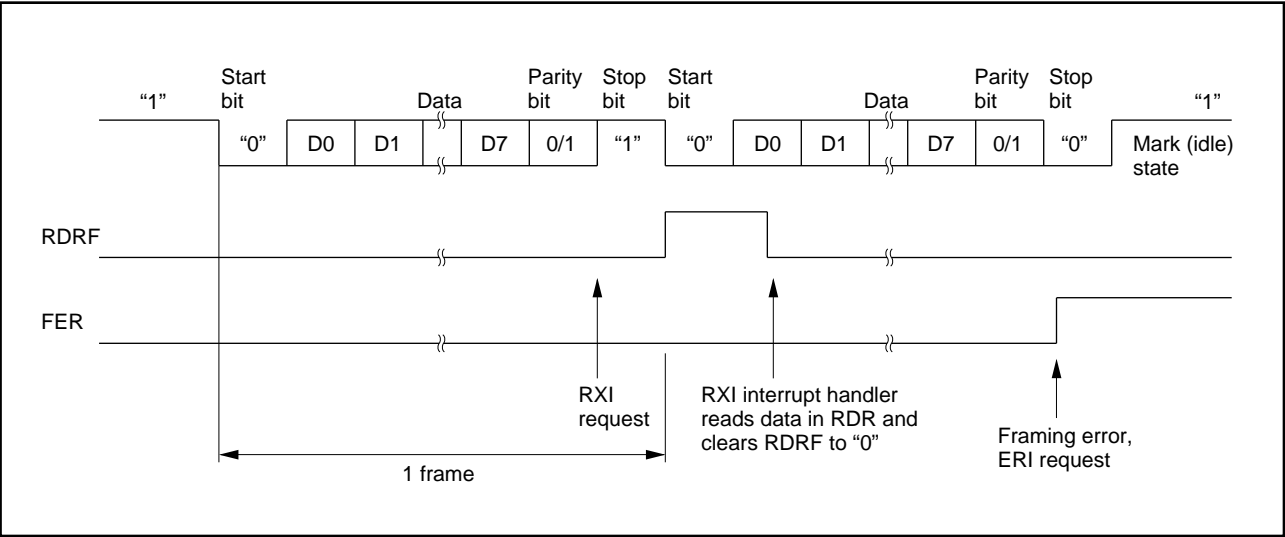 Start Parity Stop Start Parity Stop
“1” bit Data bit bit bit Data bit bit “1”
“0” D0 D1 D7 0/1 “1” “0” D0 D1 D7 0/1 “0” Mark (idle)
state
RDRF
FER
RXI
request
RXI interrupt handler
reads data in RDR and
clears RDRF to “0”
Framing error,
ERI request
1 frame